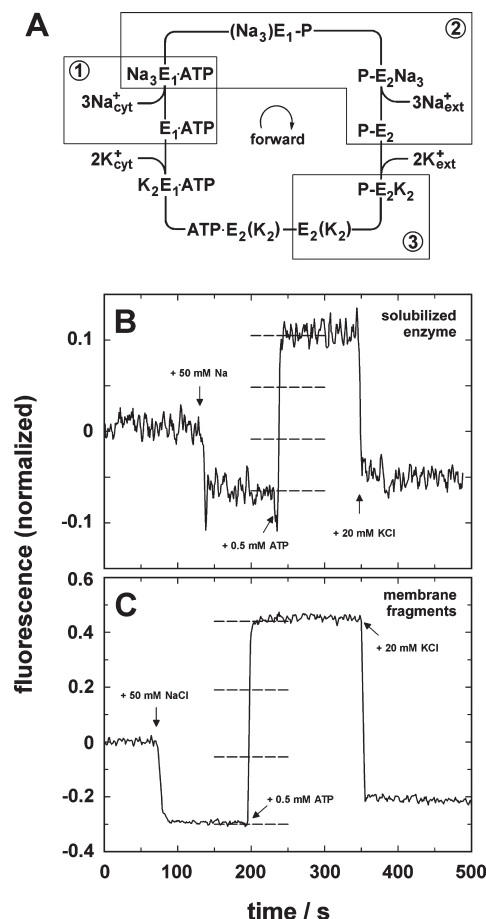 A
(Na₃)E₁-P
②
①
Na₃E₁·ATP
P-E₂Na₃
3Na⁺cyt
3Na⁺ext
E₁·ATP
P-E₂
forward
2K⁺cyt
2K⁺ext
K₂E₁·ATP
P-E₂K₂
ATP·E₂(K₂)
E₂(K₂)
③
B
solubilized
enzyme
+ 50 mM Na
+ 0.5 mM ATP
+ 20 mM KCl
0.1
0
-0.1
C
membrane
fragments
+ 50 mM NaCl
+ 0.5 mM ATP
+ 20 mM KCl
0.6
0.4
0.2
0
-0.2
-0.4
fluorescence (normalized)
0 100 200 300 400 500
time / s